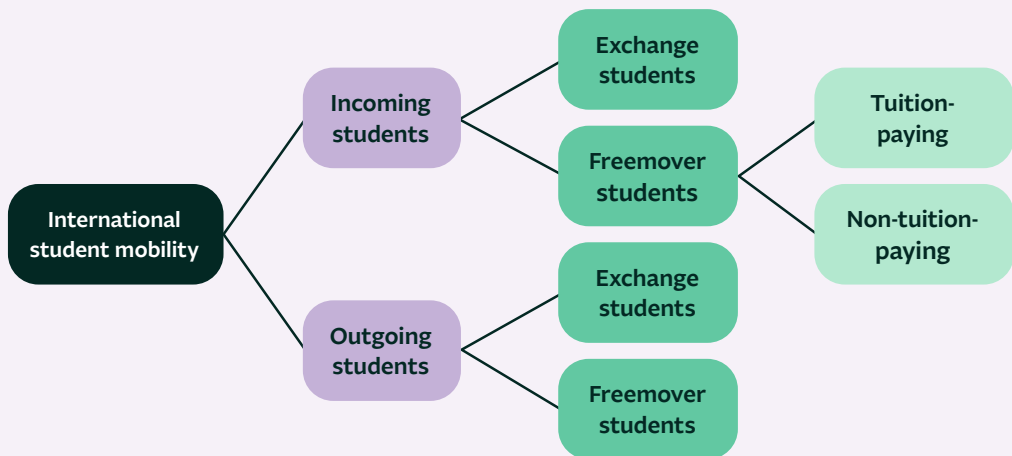 International
student mobility
Incoming
students
Exchange
students
Freemover
students
Tuition-
paying
Non-tuition-
paying
Outgoing
students
Exchange
students
Freemover
students